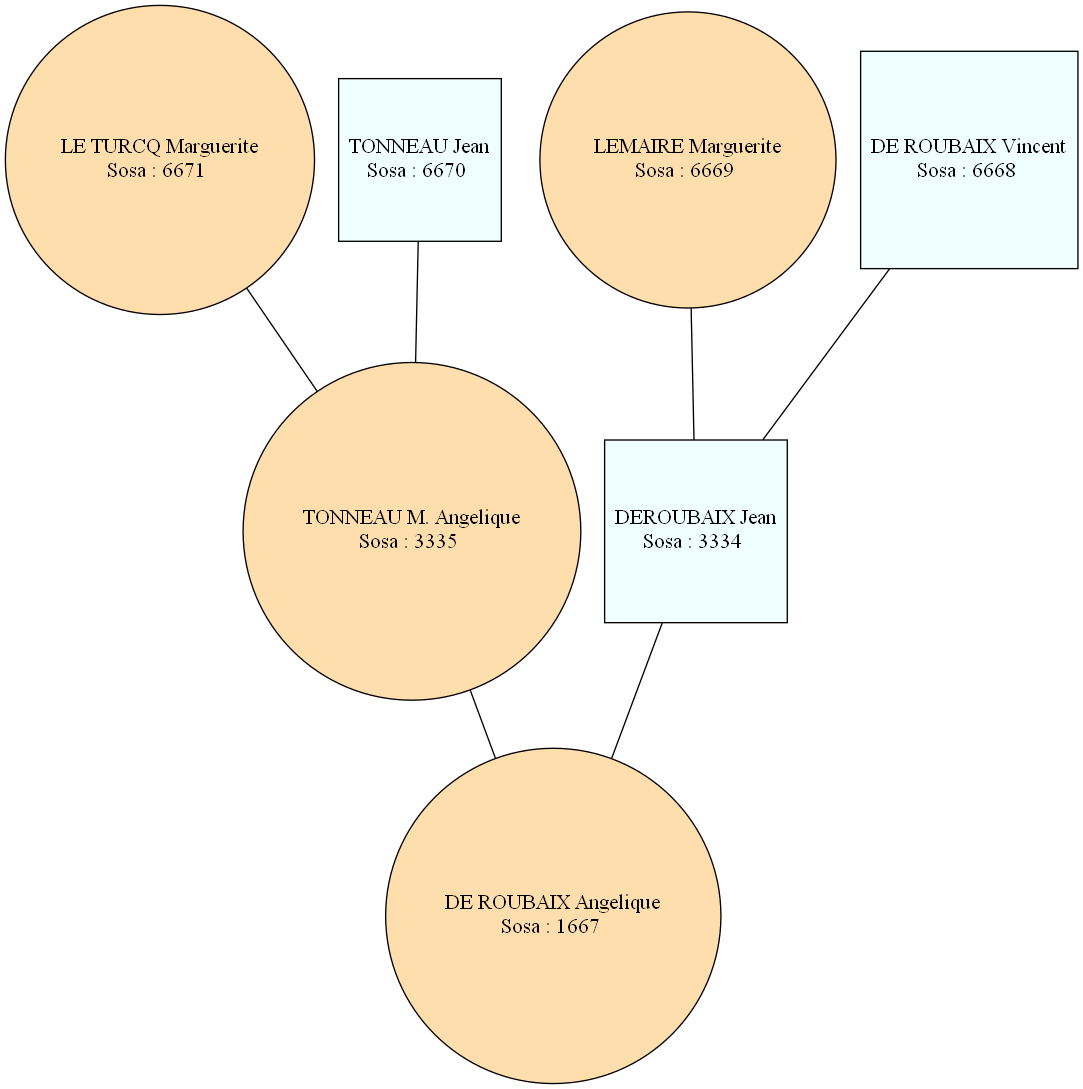 LE TURCQ Marguerite
Sosa : 6671
TONNEAU Jean
Sosa : 6670
LEMAIRE Marguerite
Sosa : 6669
DE ROUBAIX Vincent
Sosa : 6668
TONNEAU M. Angelique
Sosa : 3335
DEROUBAIX Jean
Sosa : 3334
DE ROUBAIX Angelique
Sosa : 1667